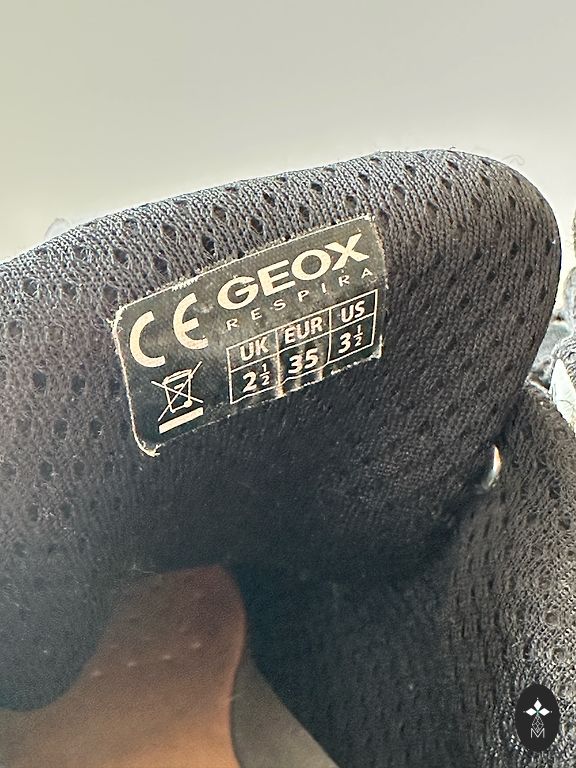 CE GEOX
RESPIRA
UK EUR US
2½ 35 3½
M